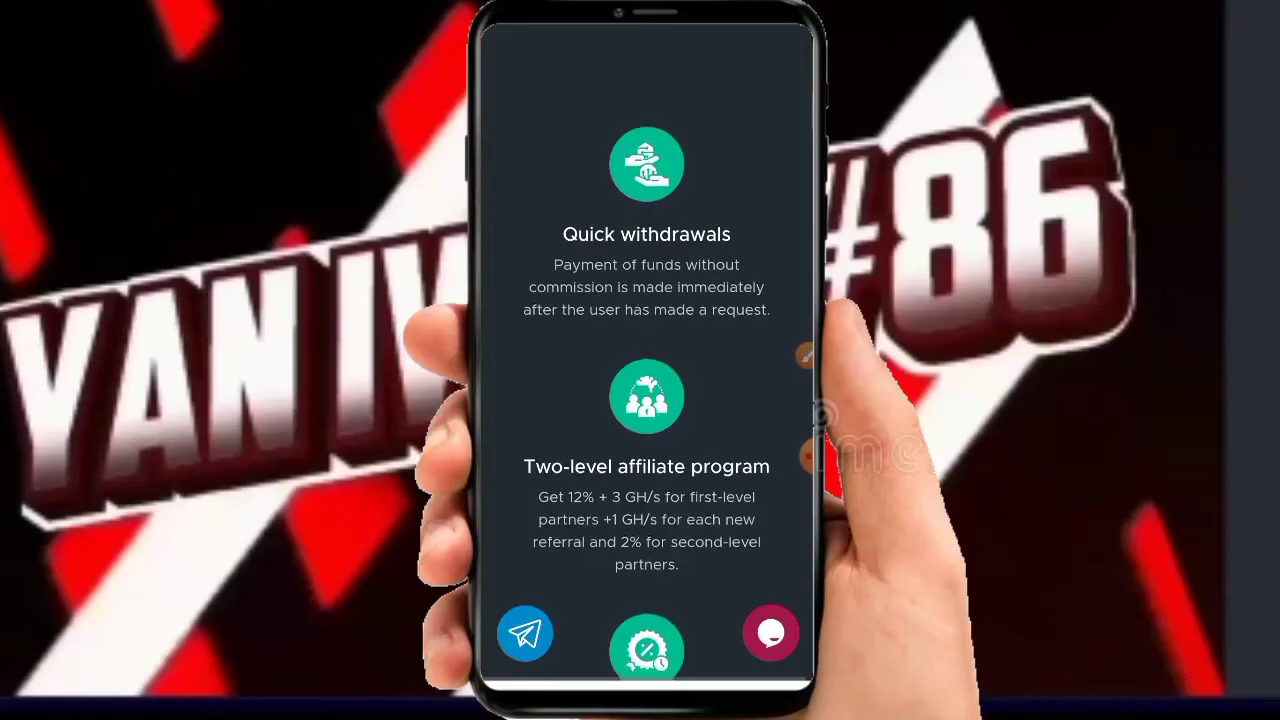 YAN IV
#86
Quick withdrawals
Payment of funds without
commission is made immediately
after the user has made a request.
Two-level affiliate program
Get 12% + 3 GH/s for first-level
partners +1 GH/s for each new
referral and 2% for second-level
partners.